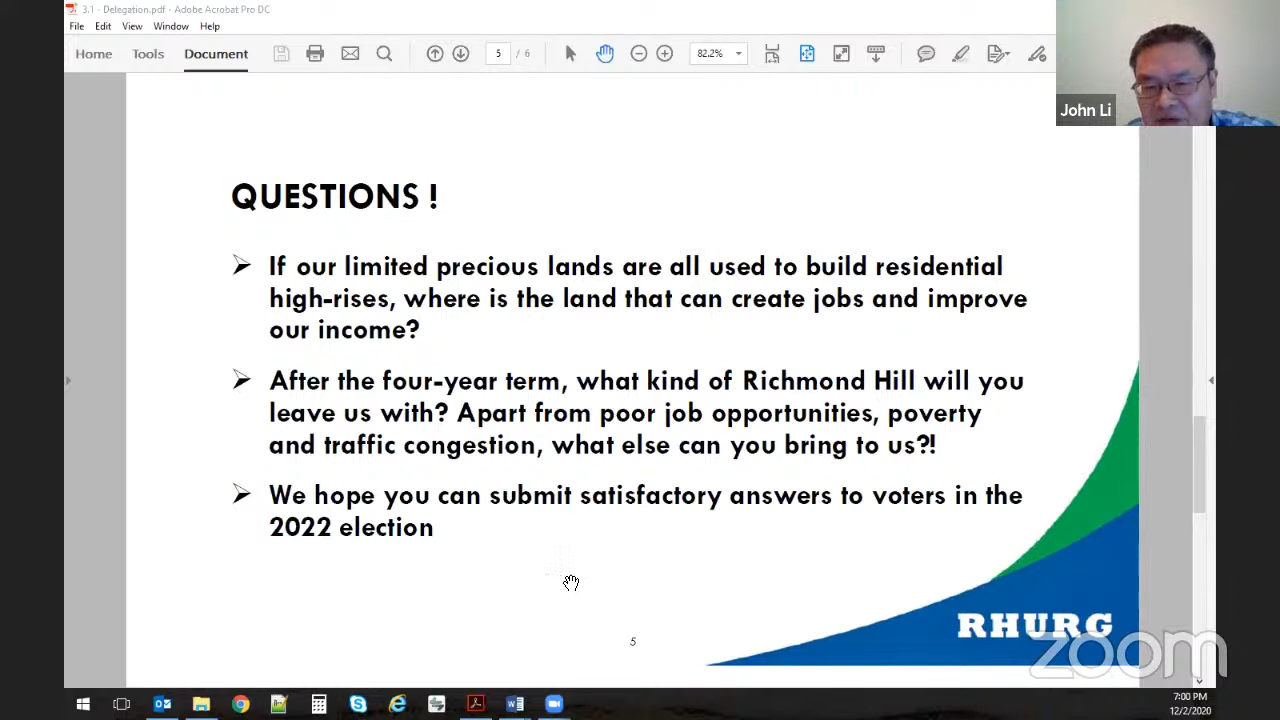 3.1 - Delegation.pdf - Adobe Acrobat Pro DC
File Edit View Window Help
Home Tools Document 5 / 6 82.2%
John Li
QUESTIONS !
If our limited precious lands are all used to build residential
high-rises, where is the land that can create jobs and improve
our income?
After the four-year term, what kind of Richmond Hill will you
leave us with? Apart from poor job opportunities, poverty
and traffic congestion, what else can you bring to us?!
We hope you can submit satisfactory answers to voters in the
2022 election
RHURG
5
zoom
7:00 PM
12/2/2020